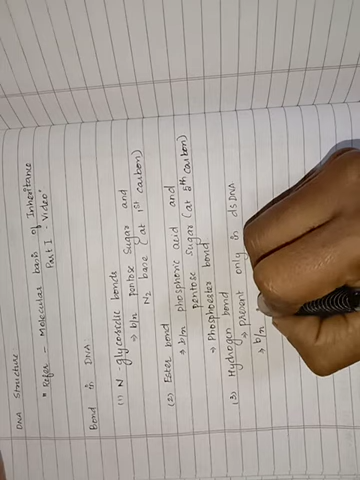 DNA Structure
* Refer - Molecular basis of Inheritance
Part I - Video"
Bond in DNA
(1) N-glycosidic bonds
→ b/n pentose sugar and
N2 base (at 1st carbon)
(2) Ester bond
→ b/n phosphoric acid and
pentose sugar (at 5th carbon)
→ Phosphoester bond
(3) Hydrogen bond
→ prevent only in dsDNA
→ b/n